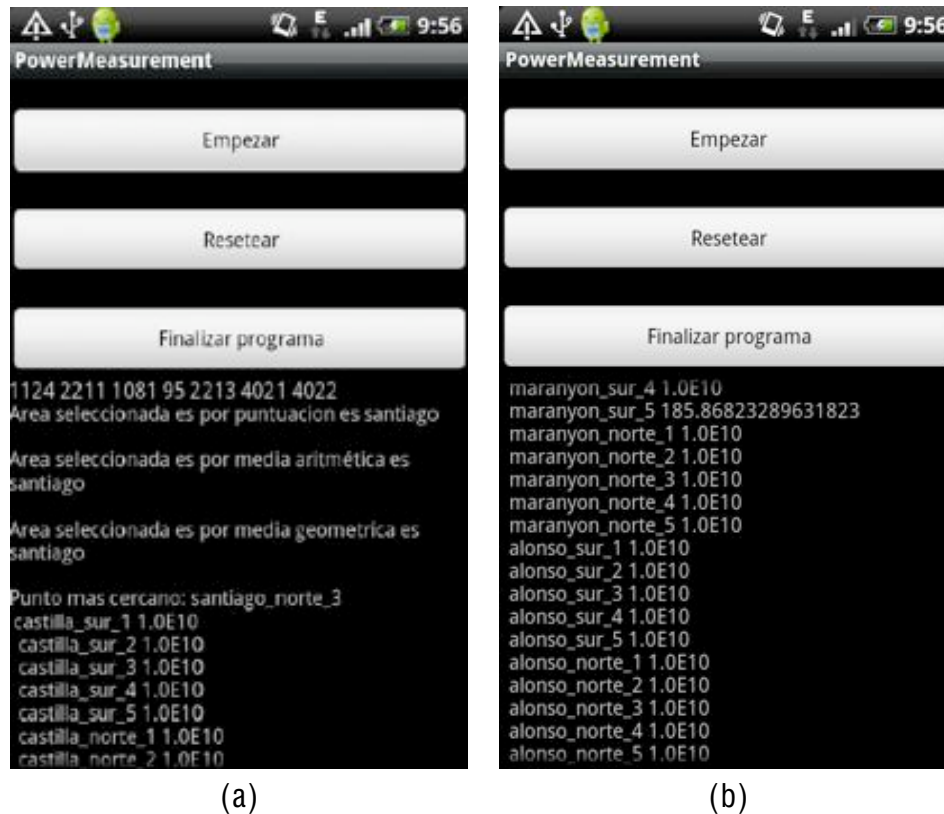 E 9:56
PowerMeasurement
Empezar
Resetear
Finalizar programa
1124 2211 1081 95 2213 4021 4022
Area seleccionada es por puntuacion es santiago
Area seleccionada es por media aritmética es
santiago
Area seleccionada es por media geometrica es
santiago
Punto mas cercano: santiago_norte_3
castilla_sur_1 1.0E10
castilla_sur_2 1.0E10
castilla_sur_3 1.0E10
castilla_sur_4 1.0E10
castilla_sur_5 1.0E10
castilla_norte_1 1.0E10
castilla_norte_2 1.0E10
(a)
E 9:56
PowerMeasurement
Empezar
Resetear
Finalizar programa
maranyon_sur_4 1.0E10
maranyon_sur_5 185.86823289631823
maranyon_norte_1 1.0E10
maranyon_norte_2 1.0E10
maranyon_norte_3 1.0E10
maranyon_norte_4 1.0E10
maranyon_norte_5 1.0E10
alonso_sur_1 1.0E10
alonso_sur_2 1.0E10
alonso_sur_3 1.0E10
alonso_sur_4 1.0E10
alonso_sur_5 1.0E10
alonso_norte_1 1.0E10
alonso_norte_2 1.0E10
alonso_norte_3 1.0E10
alonso_norte_4 1.0E10
alonso_norte_5 1.0E10
(b)